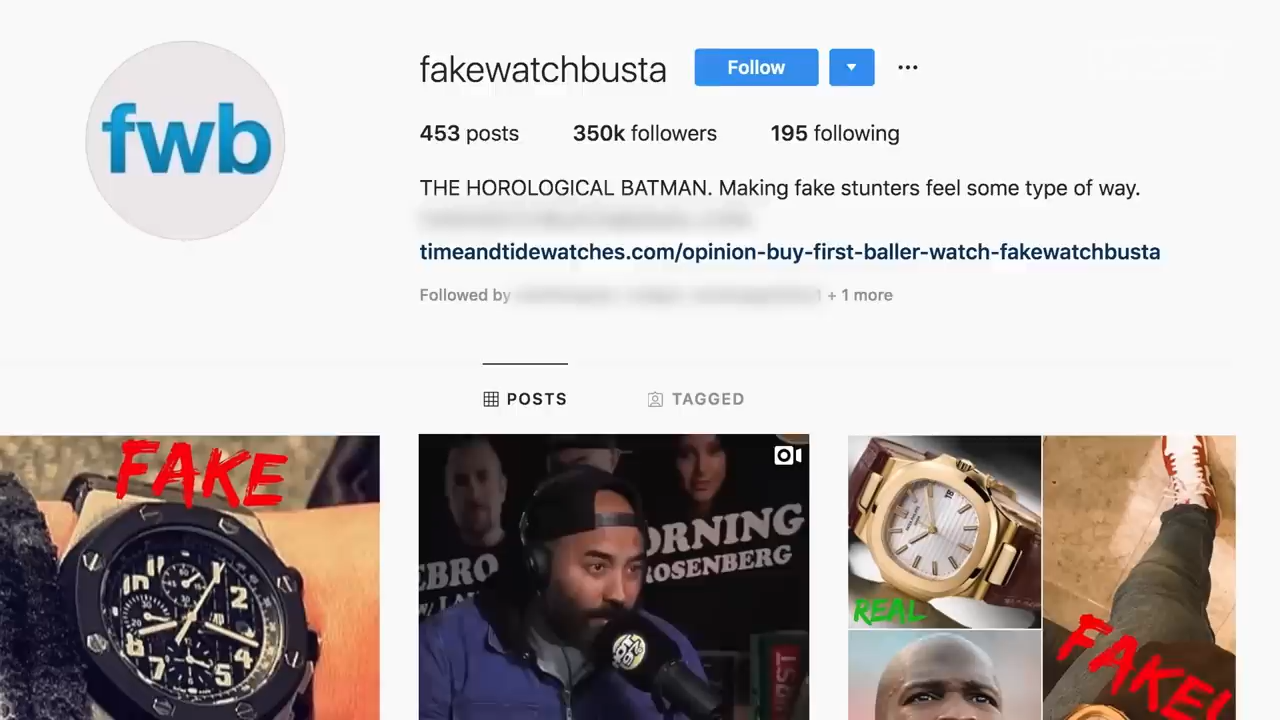 fwb
fakewatchbusta
Follow
453 posts
350k followers
195 following
THE HOROLOGICAL BATMAN. Making fake stunters feel some type of way.
timeandtidewatches.com/opinion-buy-first-baller-watch-fakewatchbusta
Followed by
+ 1 more
POSTS
TAGGED
FAKE
EBRO
ORNING
ROSENBERG
REAL
FAKE!